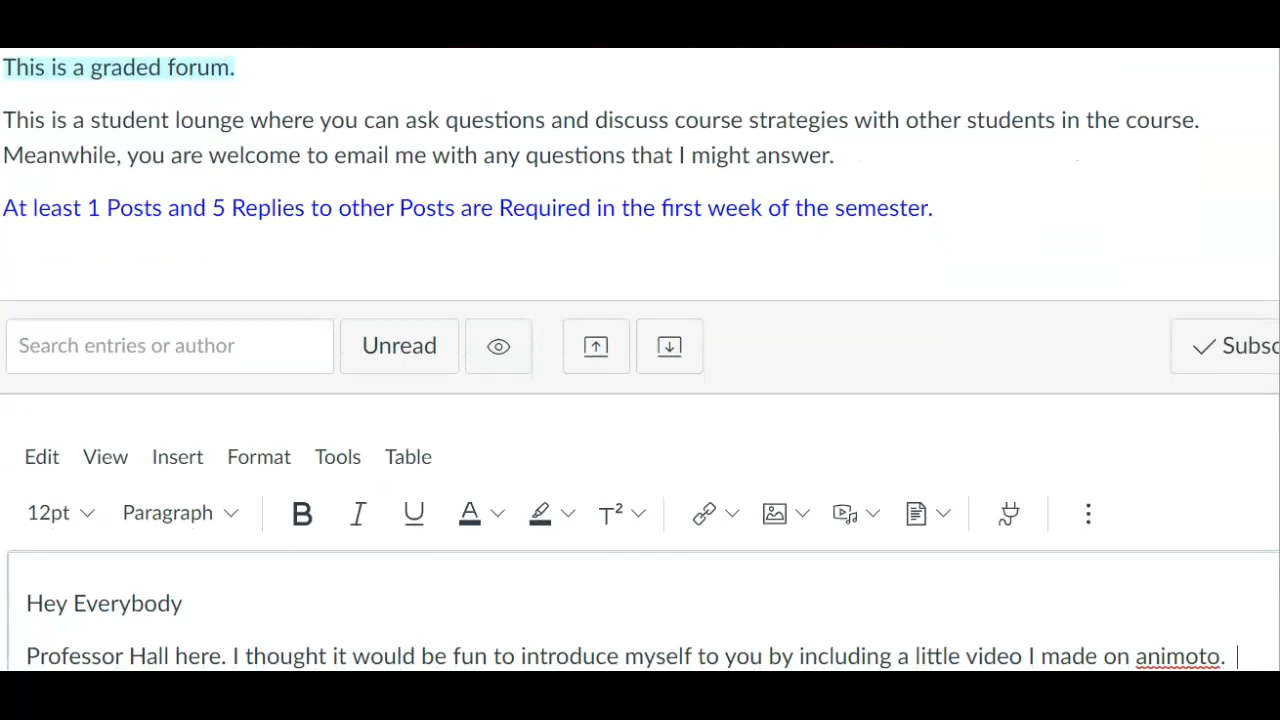 This is a graded forum.
This is a student lounge where you can ask questions and discuss course strategies with other students in the course.
Meanwhile, you are welcome to email me with any questions that I might answer.
At least 1 Posts and 5 Replies to other Posts are Required in the first week of the semester.
Search entries or author Unread Subsc
Edit View Insert Format Tools Table
12pt Paragraph B I U A T²
Hey Everybody
Professor Hall here. I thought it would be fun to introduce myself to you by including a little video I made on animoto.